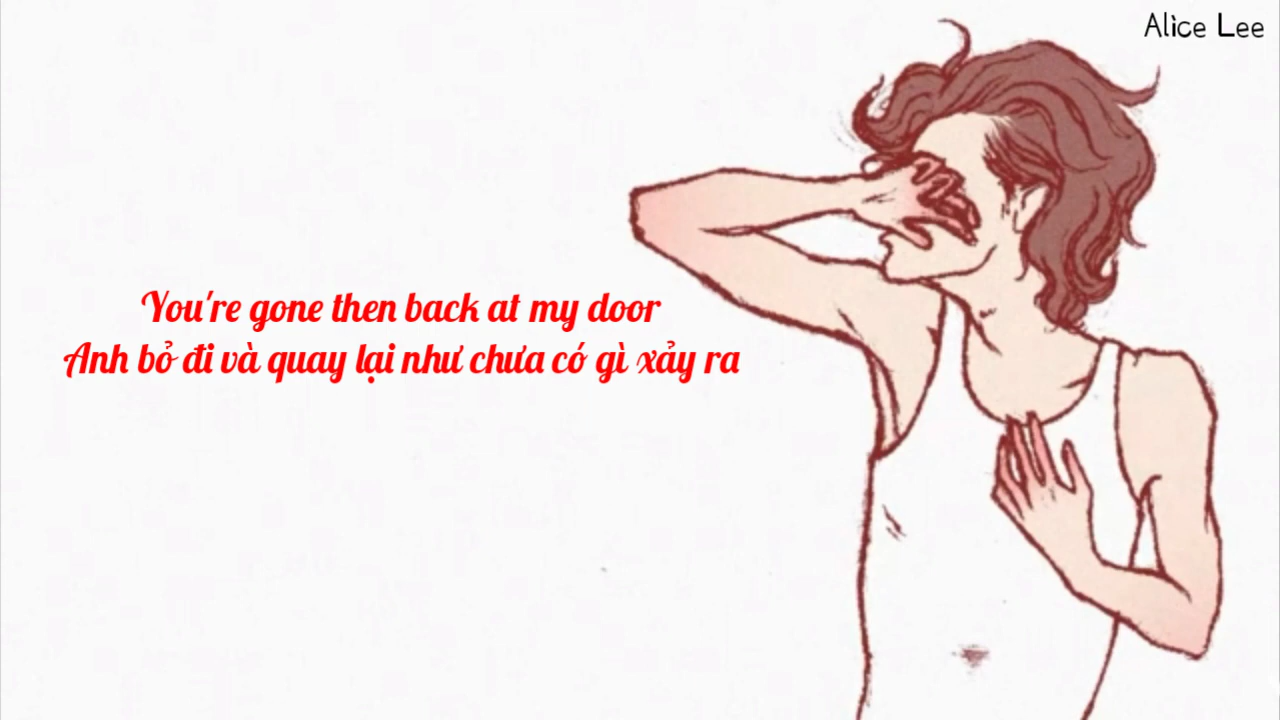 Alice Lee
You're gone then back at my door
Anh bỏ đi và quay lại như chưa có gì xảy ra